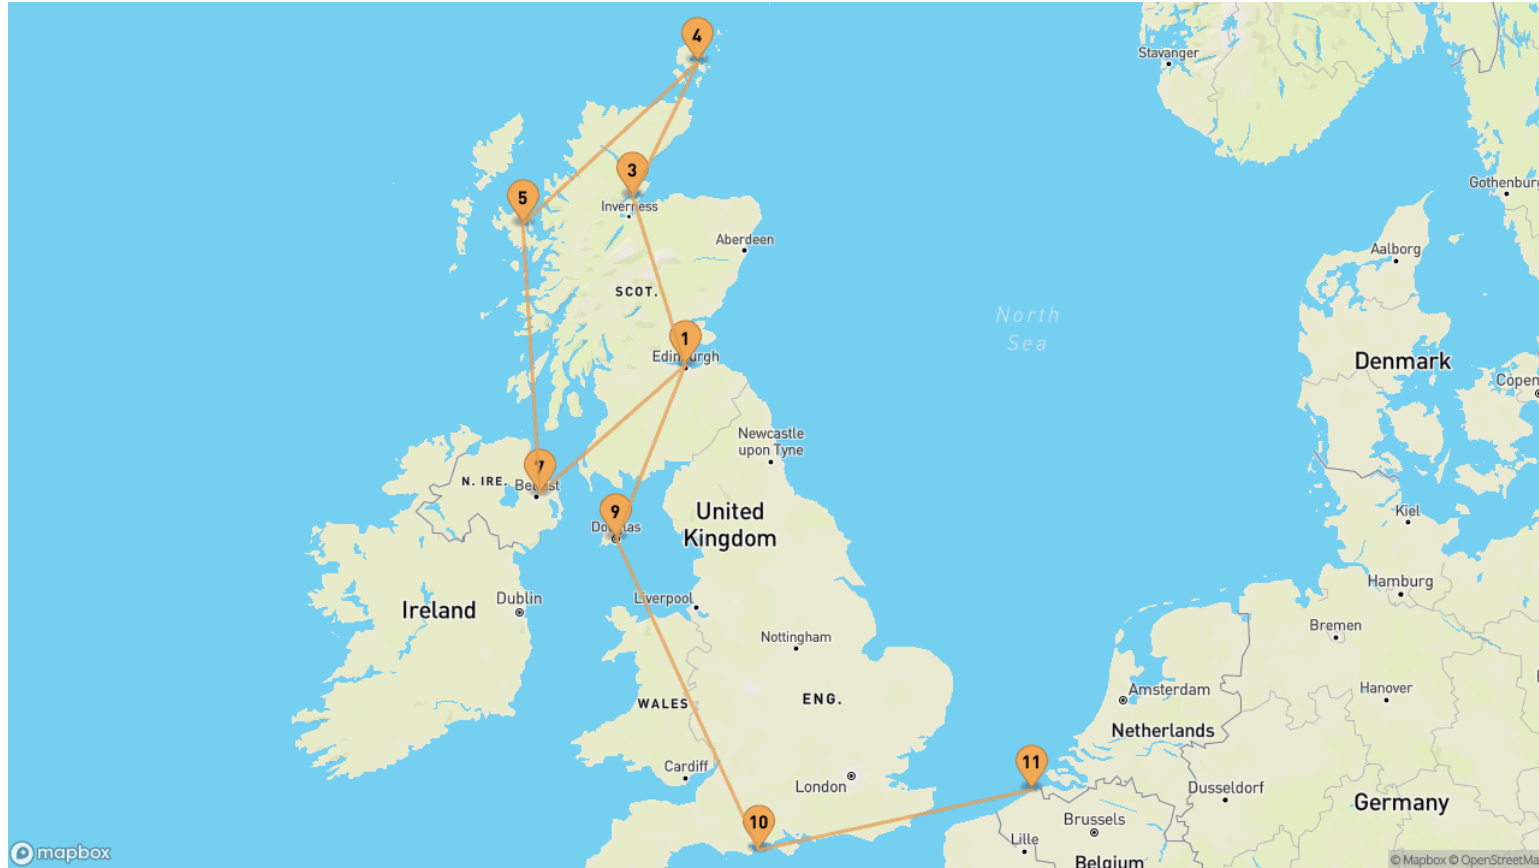 4
Stavanger
3
Gothenburg
5
Inverness
Aberdeen
Aalborg
SCOT.
North
Sea
1
Edinburgh
Denmark
Copen
Newcastle
upon Tyne
7
N. IRE.
Belfast
9
Douglas
United
Kingdom
Kiel
Hamburg
Dublin
Liverpool
Ireland
Bremen
Nottingham
Amsterdam
Hanover
WALES
ENG.
Netherlands
Cardiff
11
London
Dusseldorf
Germany
10
Brussels
Lille
Belgium
mapbox
© Mapbox © OpenStreetMa